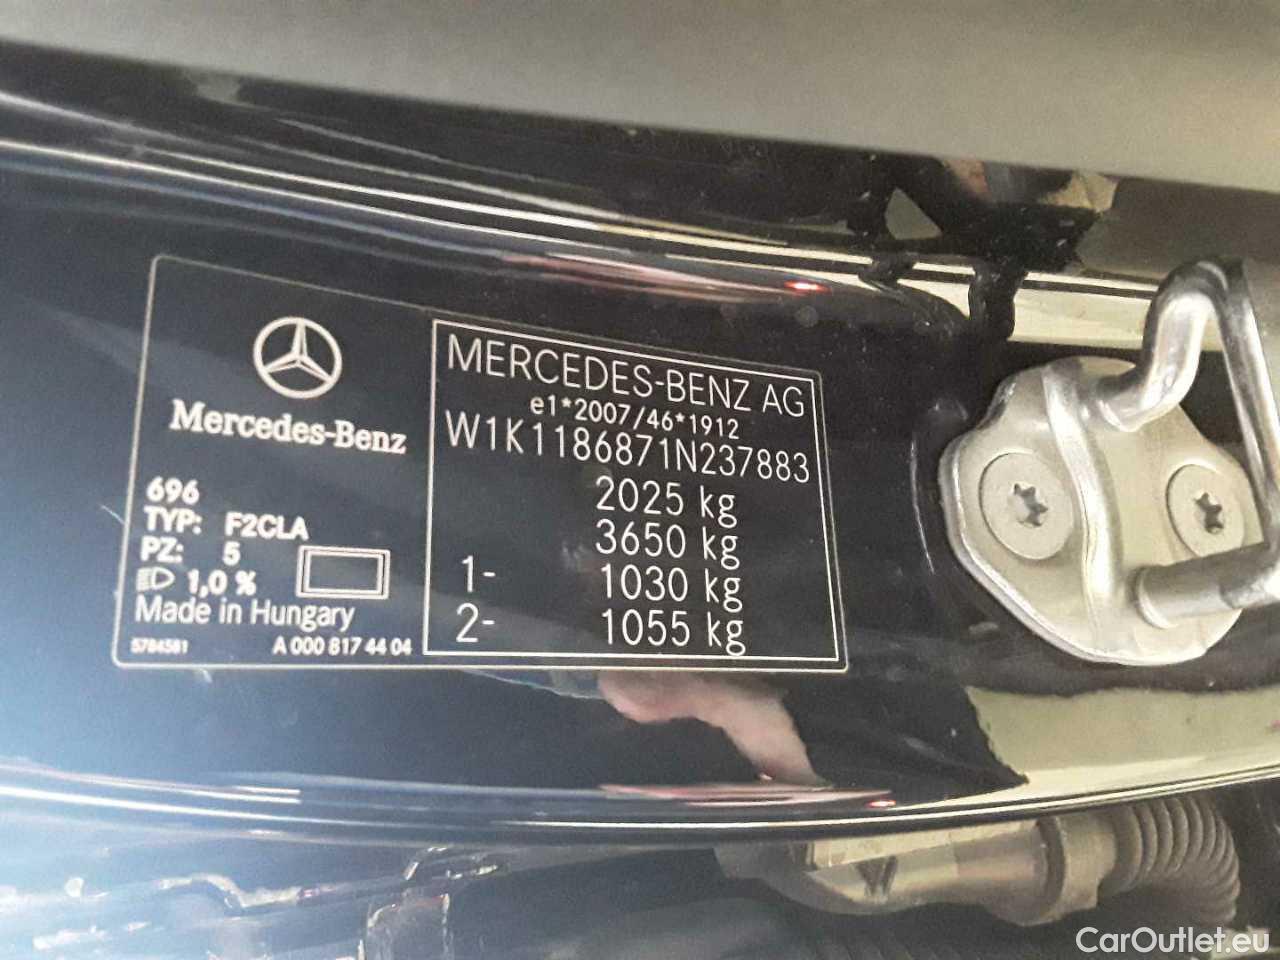 Mercedes-Benz
696
TYP: F2CLA
PZ: 5
1,0 %
Made in Hungary
5784581 A 000 817 44 04
MERCEDES-BENZ AG
e1*2007/46*1912
W1K1186871N237883
2025 kg
3650 kg
1- 1030 kg
2- 1055 kg
CarOutlet.eu